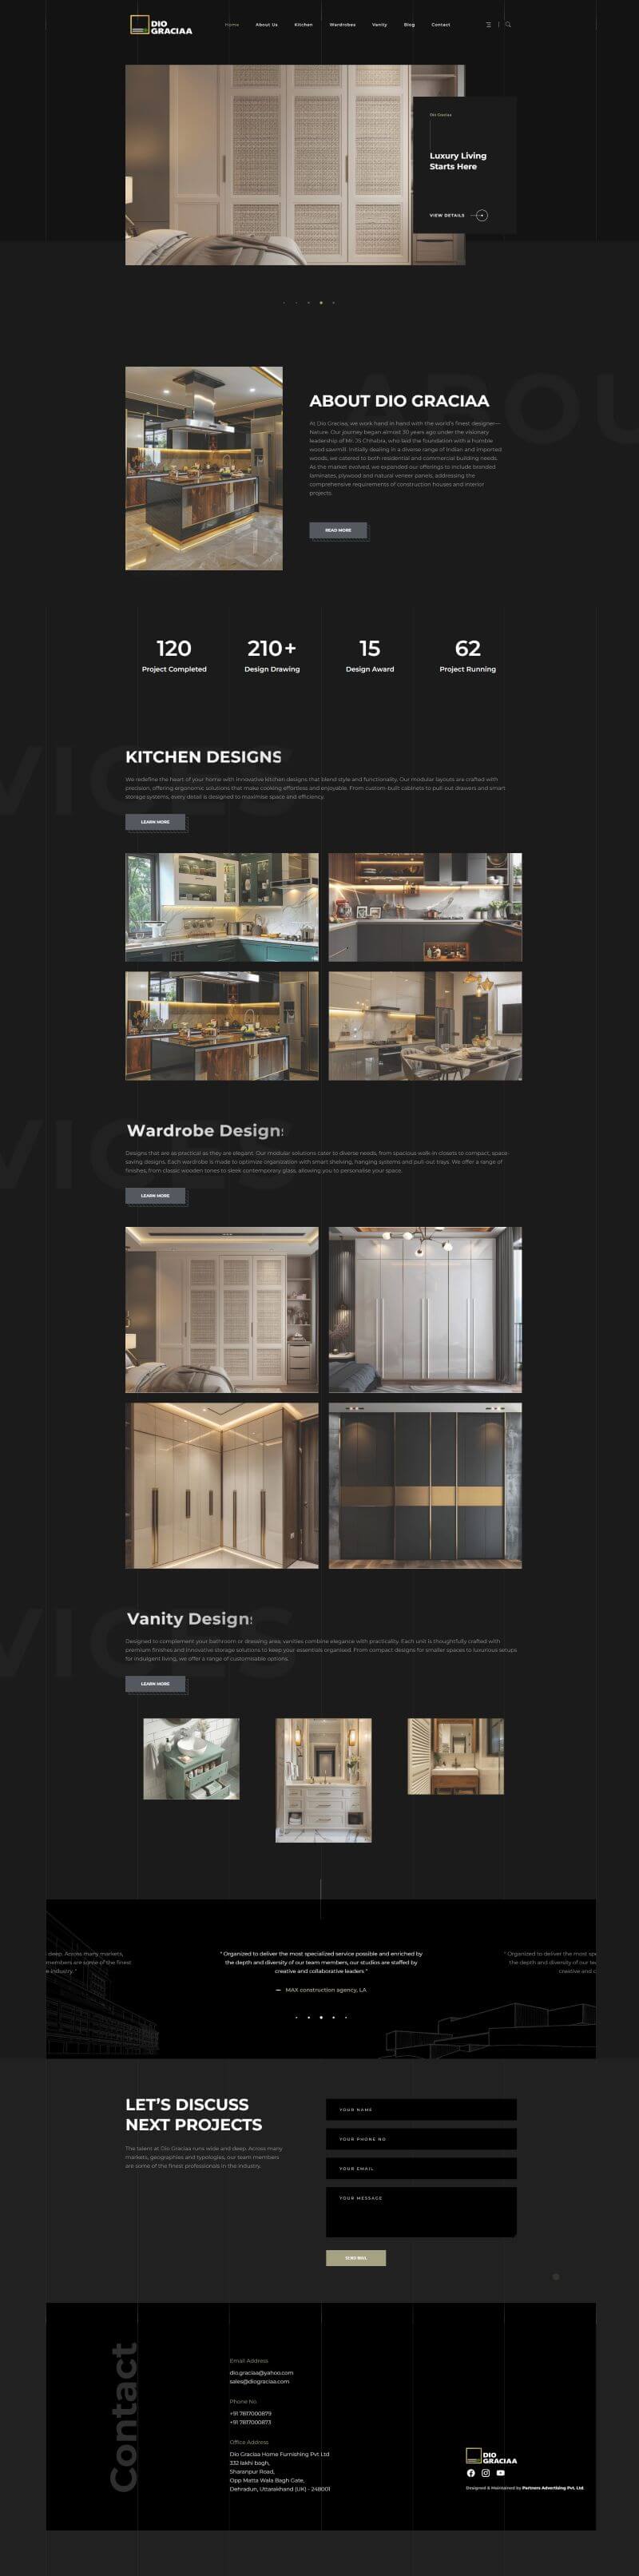 DIO
GRACIAA
Home
About Us
Kitchen
Wardrobes
Vanity
Blog
Contact
Dio Graciaa
Luxury Living
Starts Here
VIEW DETAILS
ABOU
ABOUT DIO GRACIAA
At Dio Graciaa, we work hand in hand with the world's finest designer—
Nature. Our journey began almost 30 years ago under the visionary
leadership of Mr. JS Chhabra, who laid the foundation with a humble
wood sawmill. Initially dealing in a diverse range of Indian and imported
woods, we catered to both residential and commercial building needs.
As the market evolved, we expanded our offerings to include branded
laminates, plywood and natural veneer panels, addressing the
comprehensive requirements of construction houses and interior
projects.
READ MORE
120
Project Completed
210+
Design Drawing
15
Design Award
62
Project Running
KITCHEN DESIGNS
We redefine the heart of your home with innovative kitchen designs that blend style and functionality. Our modular layouts are crafted with
precision, offering ergonomic solutions that make cooking effortless and enjoyable. From custom-built cabinets to pull-out drawers and smart
storage systems, every detail is designed to maximise space and efficiency.
LEARN MORE
Wardrobe Designs
Designs that are as practical as they are elegant. Our modular solutions cater to diverse needs, from spacious walk-in closets to compact, space-
saving designs. Each wardrobe is made to optimize organization with smart shelving, hanging systems and pull-out trays. We offer a range of
finishes, from classic wooden tones to sleek contemporary glass, allowing you to personalise your space.
LEARN MORE
Vanity Designs
Designed to complement your bathroom or dressing area, vanities combine elegance with practicality. Each unit is thoughtfully crafted with
premium finishes and innovative storage solutions to keep your essentials organised. From compact designs for smaller spaces to luxurious setups
for indulgent living, we offer a range of customisable options.
LEARN MORE
deep. Across many markets,
members are some of the finest
industry. "
" Organized to deliver the most specialized service possible and enriched by
the depth and diversity of our team members, our studios are staffed by
creative and collaborative leaders "
MAX construction agency, LA
" Organized to deliver the most spe
the depth and diversity of our tea
creative and c
LET'S DISCUSS
NEXT PROJECTS
The talent at Dio Graciaa runs wide and deep. Across many
markets, geographies and typologies, our team members
are some of the finest professionals in the industry.
YOUR NAME
YOUR PHONE NO
YOUR EMAIL
YOUR MESSAGE
SEND MAIL
Contact
Email Address
dio.graciaa@yahoo.com
sales@diograciaa.com
Phone No
+91 7817000879
+91 7817000873
Office Address
Dio Graciaa Home Furnishing Pvt Ltd
332 lakhi bagh,
Sharanpur Road,
Opp Matta Wala Bagh Gate,
Dehradun, Uttarakhand (UK) - 248001
DIO
GRACIAA
Designed & Maintained by Partners Advertising Pvt. Ltd.